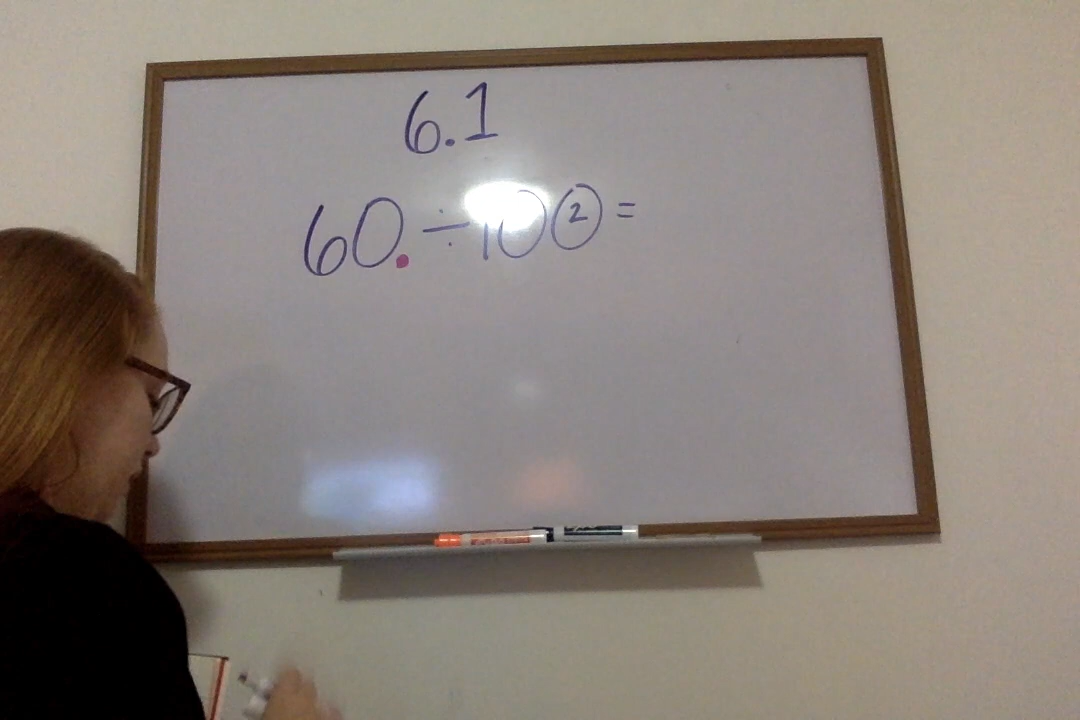 6.1
60. ÷ 10② =